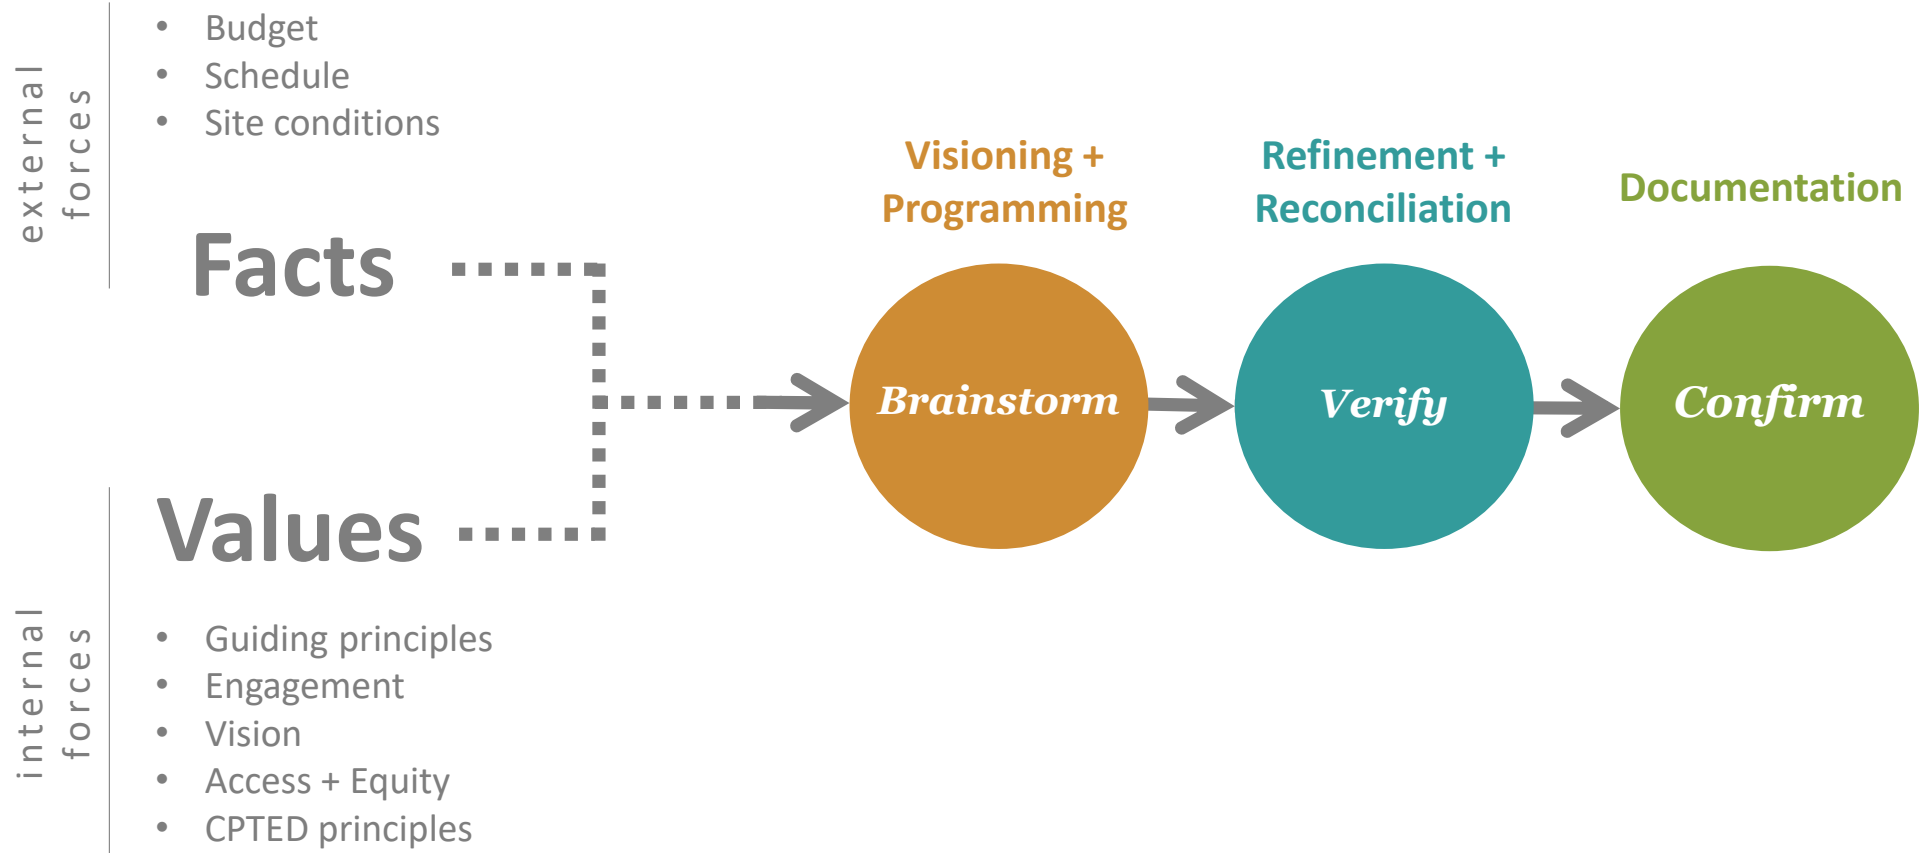 external
forces
• Budget
• Schedule
• Site conditions
Facts
Values
internal
forces
• Guiding principles
• Engagement
• Vision
• Access + Equity
• CPTED principles
Visioning +
Programming
Brainstorm
Refinement +
Reconciliation
Verify
Documentation
Confirm